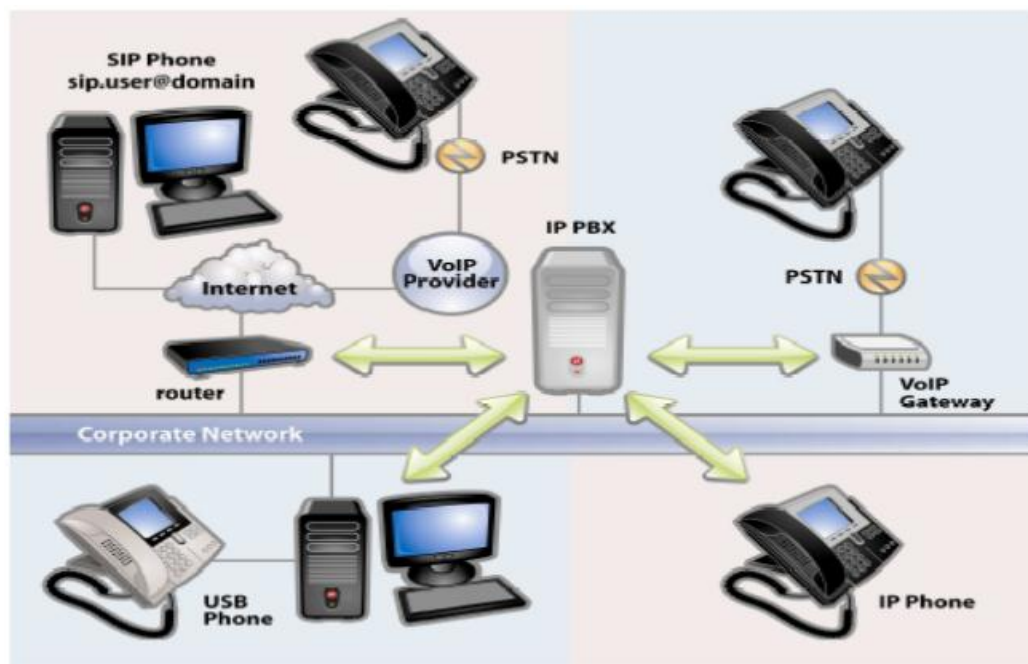 SIP Phone
sip.user@domain
PSTN
IP PBX
VoIP
Provider
Internet
PSTN
router
VoIP
Gateway
Corporate Network
USB
Phone
IP Phone